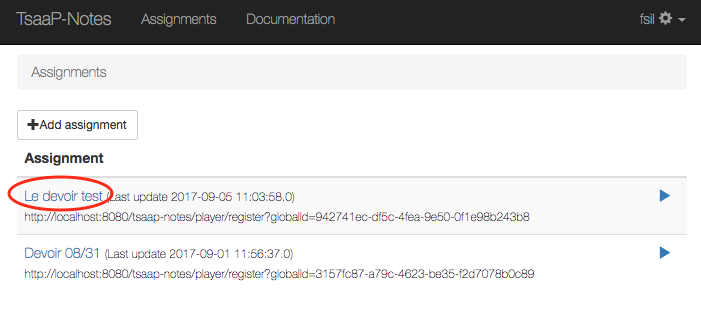 TsaaP-Notes Assignments Documentation fsil
Assignments
+Add assignment
Assignment
Le devoir test (Last update 2017-09-05 11:03:58.0)
http://localhost:8080/tsaap-notes/player/register?globalId=942741ec-df5c-4fea-9e50-0f1e98b243b8
Devoir 08/31 (Last update 2017-09-01 11:56:37.0)
http://localhost:8080/tsaap-notes/player/register?globalId=3157fc87-a79c-4623-be35-f2d7078b0c89